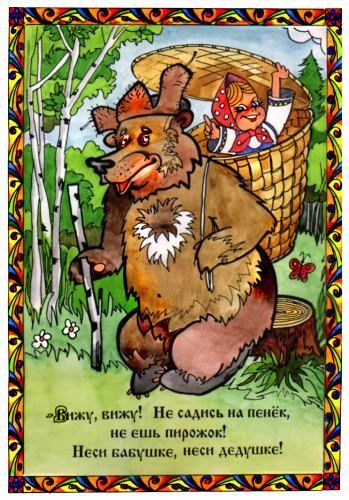 «Вижу, вижу! Не садись на пенёк,
не ешь пирожок!
Неси бабушке, неси дедушке!